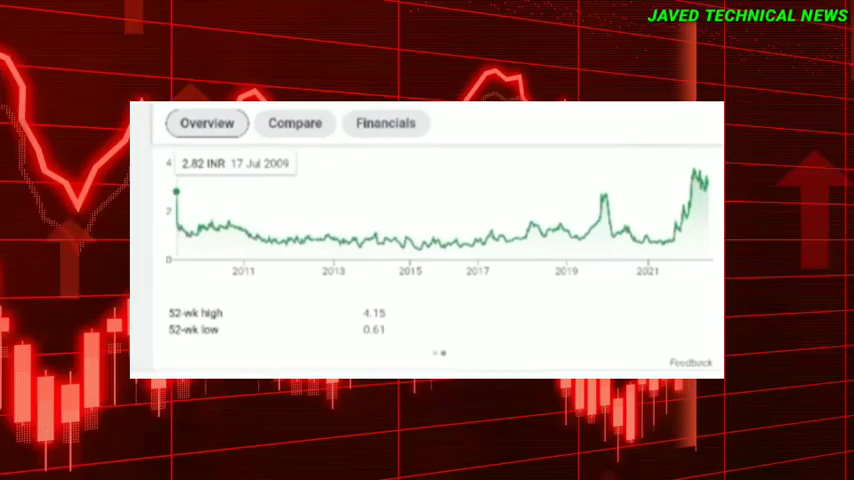 JAVED TECHNICAL NEWS
Overview Compare Financials
4 2.82 INR 17 Jul 2009
2
0
2011 2013 2015 2017 2019 2021
52-wk high 4.15
52-wk low 0.61
Feedback